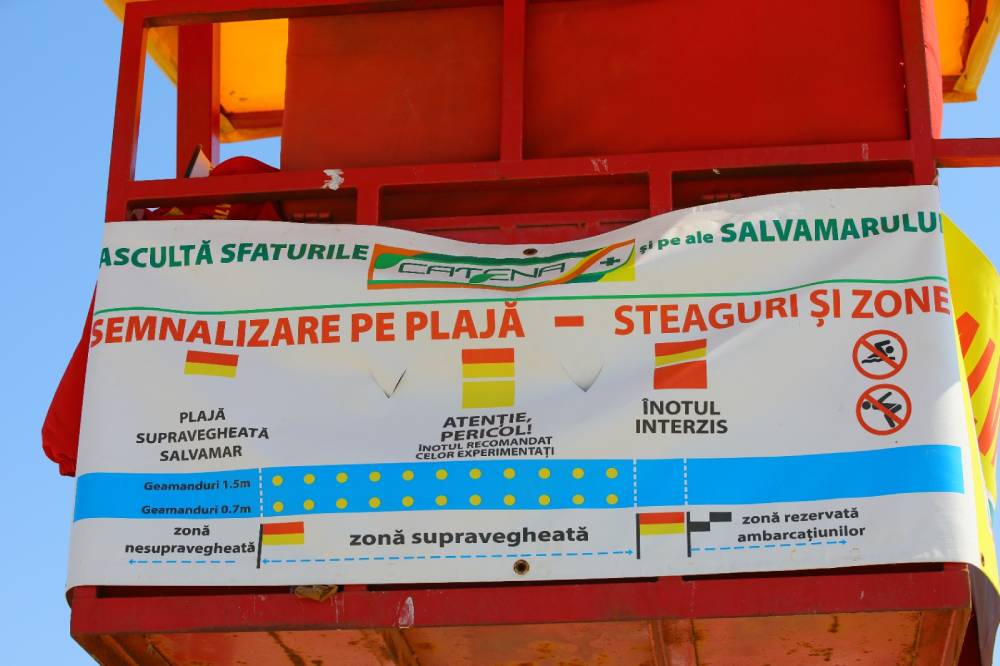 ASCULTĂ SFATURILE CATENA și pe ale SALVAMARULUI
SEMNALIZARE PE PLAJĂ - STEAGURI ȘI ZONE
PLAJĂ
SUPRAVEGHEATĂ
SALVAMAR
ATENȚIE,
PERICOL!
ÎNOTUL RECOMANDAT
CELOR EXPERIMENTAȚI
ÎNOTUL
INTERZIS
Geamanduri 1.5m
Geamanduri 0.7m
zonă
nesupravegheată
zonă supravegheată
zonă rezervată
ambarcațiunilor